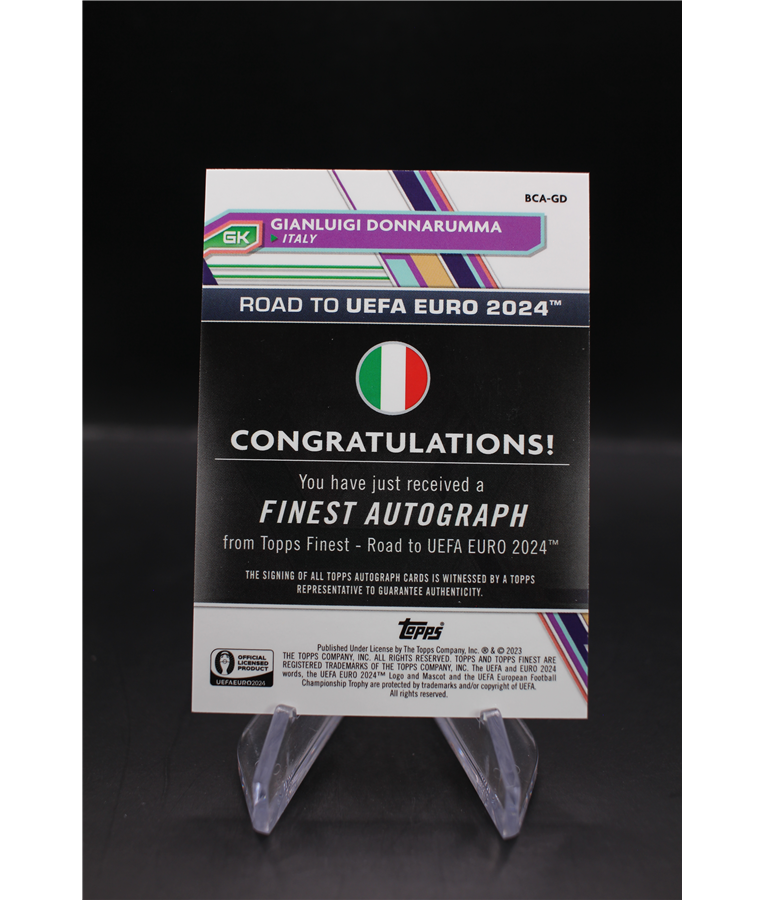 BCA-GD
GIANLUIGI DONNARUMMA
GK
ITALY
ROAD TO UEFA EURO 2024™
CONGRATULATIONS!
You have just received a
FINEST AUTOGRAPH
from Topps Finest - Road to UEFA EURO 2024™
THE SIGNING OF ALL TOPPS AUTOGRAPH CARDS IS WITNESSED BY A TOPPS
REPRESENTATIVE TO GUARANTEE AUTHENTICITY.
topps®
OFFICIAL
LICENSED
PRODUCT
UEFAEURO2024
Published Under License by The Topps Company, Inc. ® & © 2023
THE TOPPS COMPANY, INC. ALL RIGHTS RESERVED. TOPPS AND TOPPS FINEST ARE
REGISTERED TRADEMARKS OF THE TOPPS COMPANY, INC. The UEFA and EURO 2024
words, the UEFA EURO 2024™ Logo and Mascot and the UEFA European Football
Championship Trophy are protected by trademarks and/or copyright of UEFA.
All rights reserved.